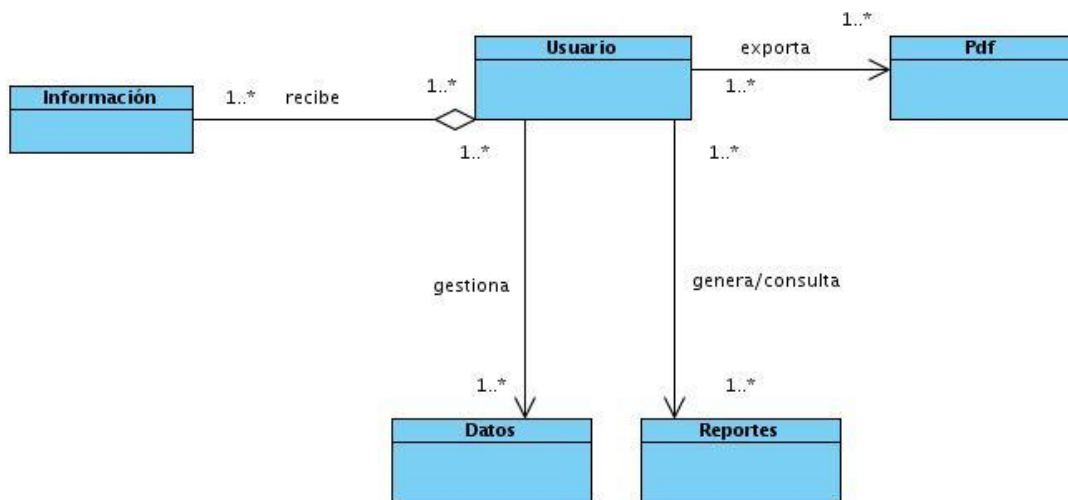 1..*
Usuario
exporta
Pdf
1..*
1..*
Información
1..*
recibe
1..*
1..*
gestiona
genera/consulta
1..*
1..*
Datos
Reportes